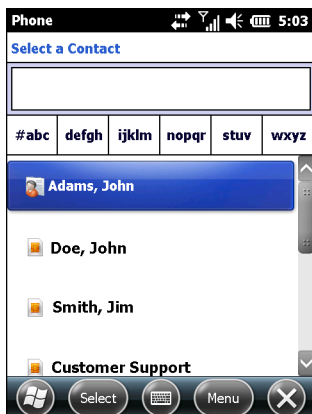 Phone 5:03
Select a Contact
#abc defgh ijklm nopqr stuv wxyz
Adams, John
Doe, John
Smith, Jim
Customer Support
Select Menu